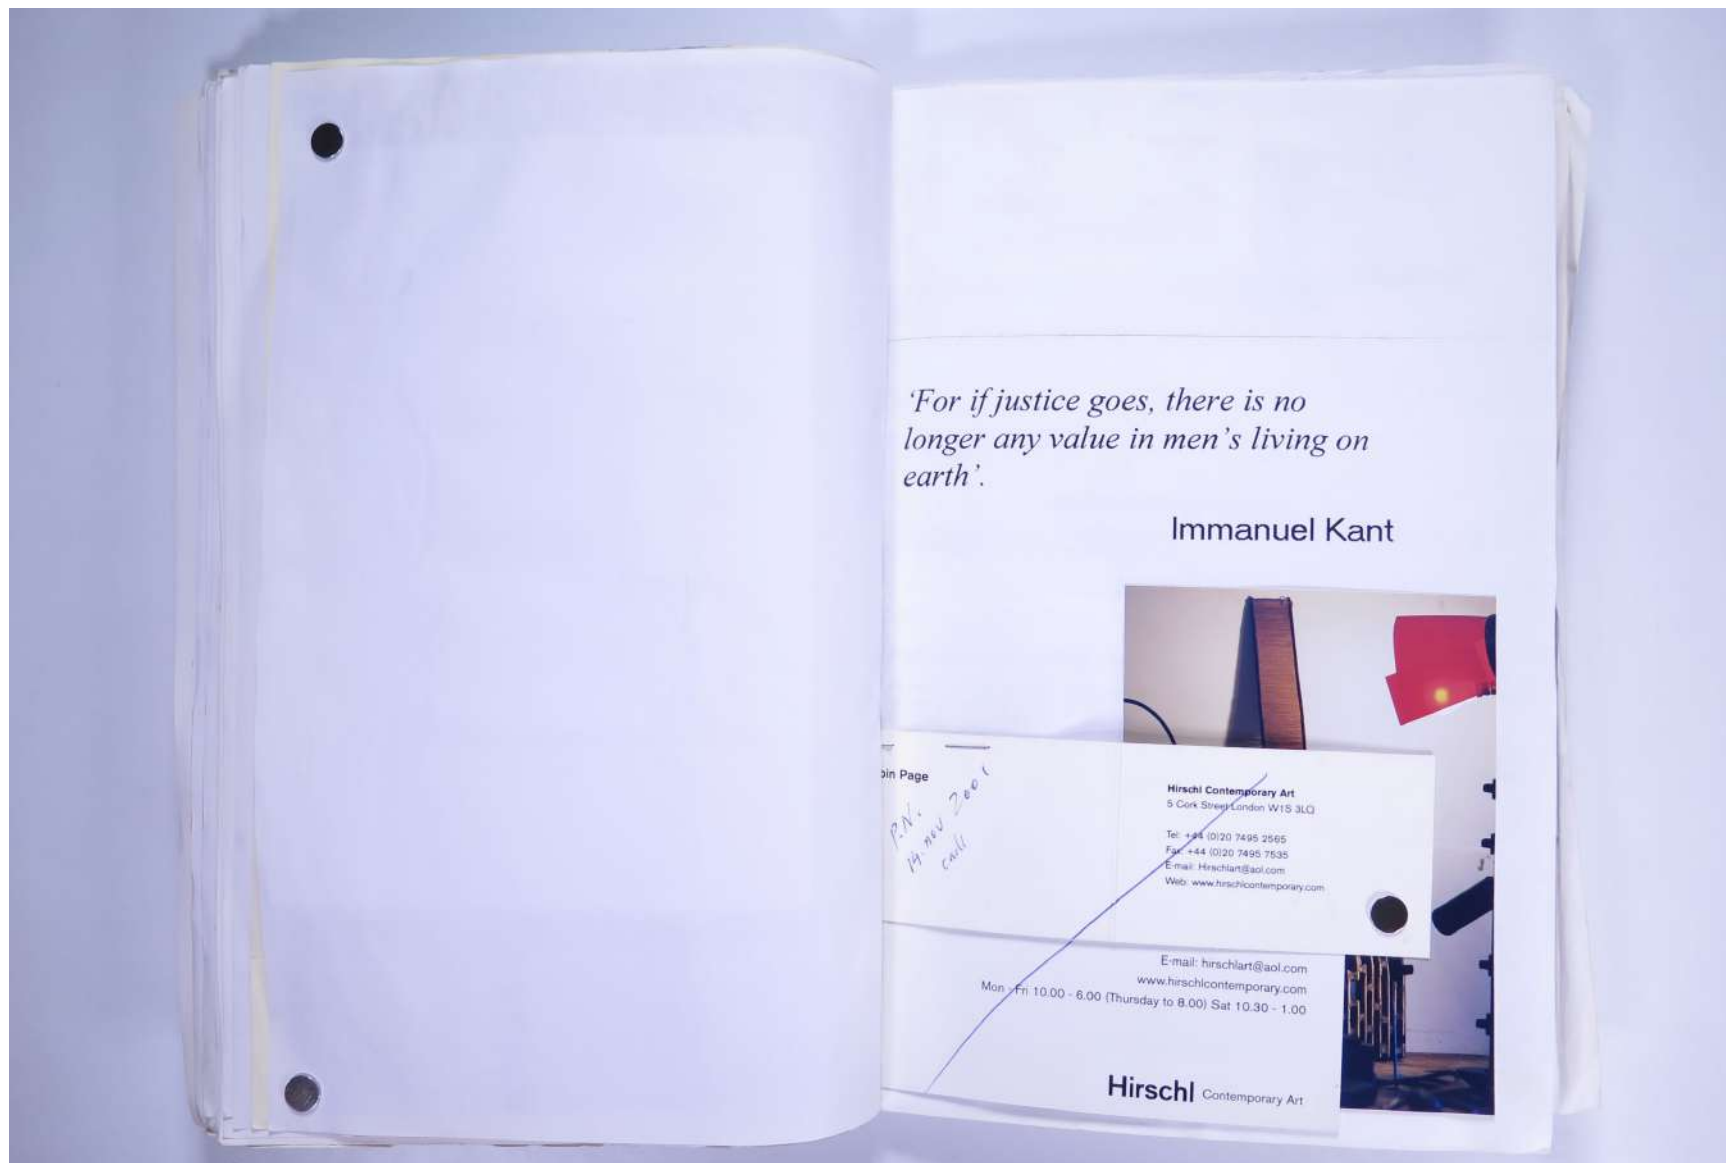 ‘For if justice goes, there is no
longer any value in men’s living on
earth’.
Immanuel Kant
Page
P.N.
14. nov 2001
Hirschl Contemporary Art
5 Cork Street London W1S 3LQ
Tel: +44 (0)20 7495 2565
Fax: +44 (0)20 7495 7535
E-mail: Hirschlart@aol.com
Web: www.hirschlcontemporary.com
E-mail: hirschlart@aol.com
www.hirschlcontemporary.com
Mon - Fri 10.00 - 6.00 (Thursday to 8.00) Sat 10.30 - 1.00
Hirschl Contemporary Art